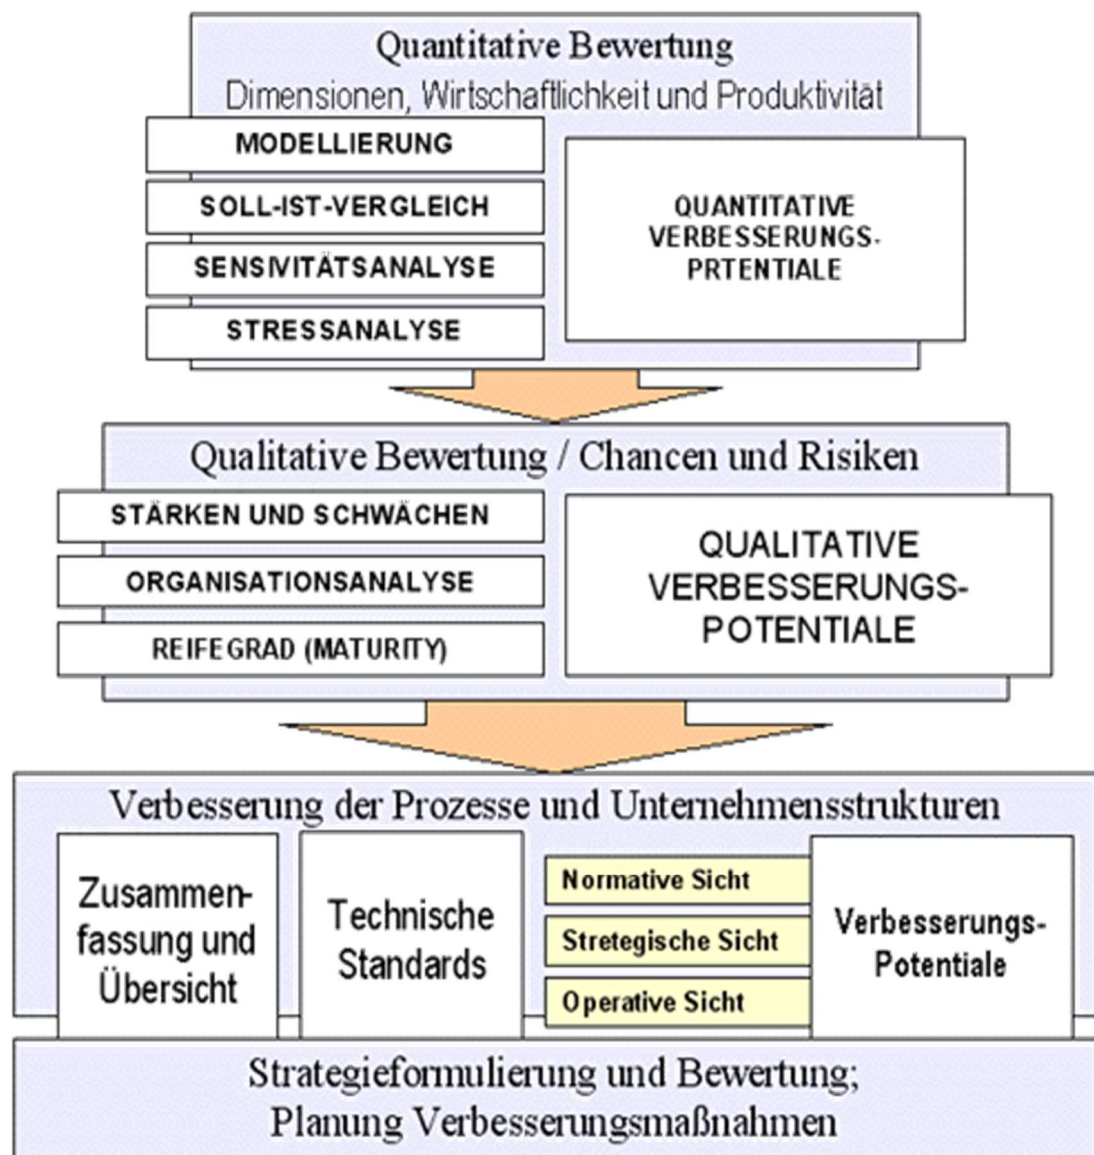 Quantitative Bewertung
Dimensionen, Wirtschaftlichkeit und Produktivität
MODELLIERUNG
SOLL-IST-VERGLEICH
SENSIVITÄTSANALYSE
STRESSANALYSE
QUANTITATIVE
VERBESSERUNGS-
PRTENTIALE
Qualitative Bewertung / Chancen und Risiken
STÄRKEN UND SCHWÄCHEN
ORGANISATIONSANALYSE
REIFEGRAD (MATURITY)
QUALITATIVE
VERBESSERUNGS-
POTENTIALE
Verbesserung der Prozesse und Unternehmensstrukturen
Zusammen-
fassung und
Übersicht
Technische
Standards
Normative Sicht
Stretegische Sicht
Operative Sicht
Verbesserungs-
Potentiale
Strategieformulierung und Bewertung;
Planung Verbesserungsmaßnahmen